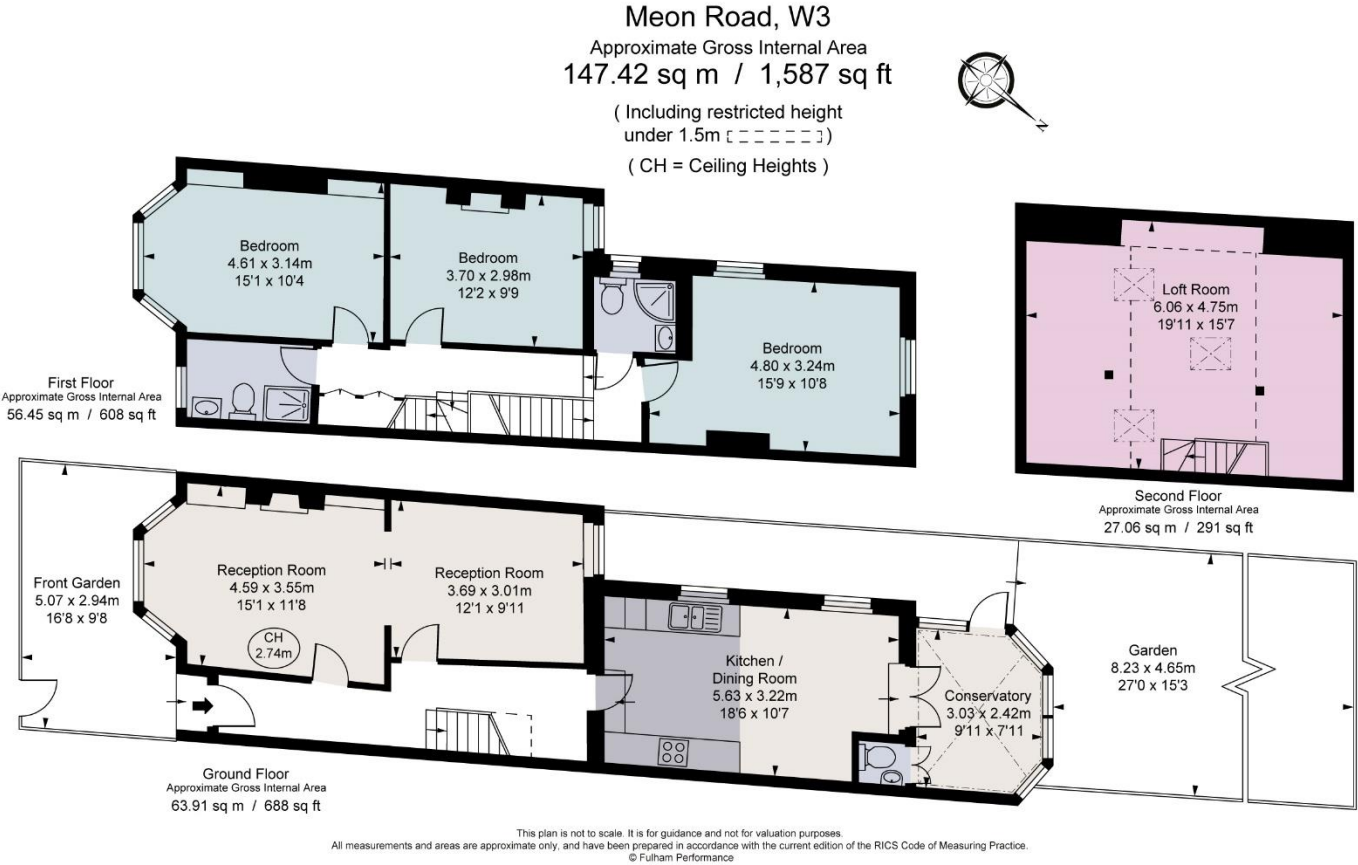 Meon Road, W3
Approximate Gross Internal Area
147.42 sq m / 1,587 sq ft
( Including restricted height
under 1.5m )
( CH = Ceiling Heights )
N
Bedroom
4.61 x 3.14m
15'1 x 10'4
Bedroom
3.70 x 2.98m
12'2 x 9'9
Bedroom
4.80 x 3.24m
15'9 x 10'8
First Floor
Approximate Gross Internal Area
56.45 sq m / 608 sq ft
Loft Room
6.06 x 4.75m
19'11 x 15'7
Second Floor
Approximate Gross Internal Area
27.06 sq m / 291 sq ft
Front Garden
5.07 x 2.94m
16'8 x 9'8
Reception Room
4.59 x 3.55m
15'1 x 11'8
CH
2.74m
Reception Room
3.69 x 3.01m
12'1 x 9'11
Kitchen /
Dining Room
5.63 x 3.22m
18'6 x 10'7
Conservatory
3.03 x 2.42m
9'11 x 7'11
Garden
8.23 x 4.65m
27'0 x 15'3
Ground Floor
Approximate Gross Internal Area
63.91 sq m / 688 sq ft
This plan is not to scale. It is for guidance and not for valuation purposes.
All measurements and areas are approximate only, and have been prepared in accordance with the current edition of the RICS Code of Measuring Practice.
© Fulham Performance